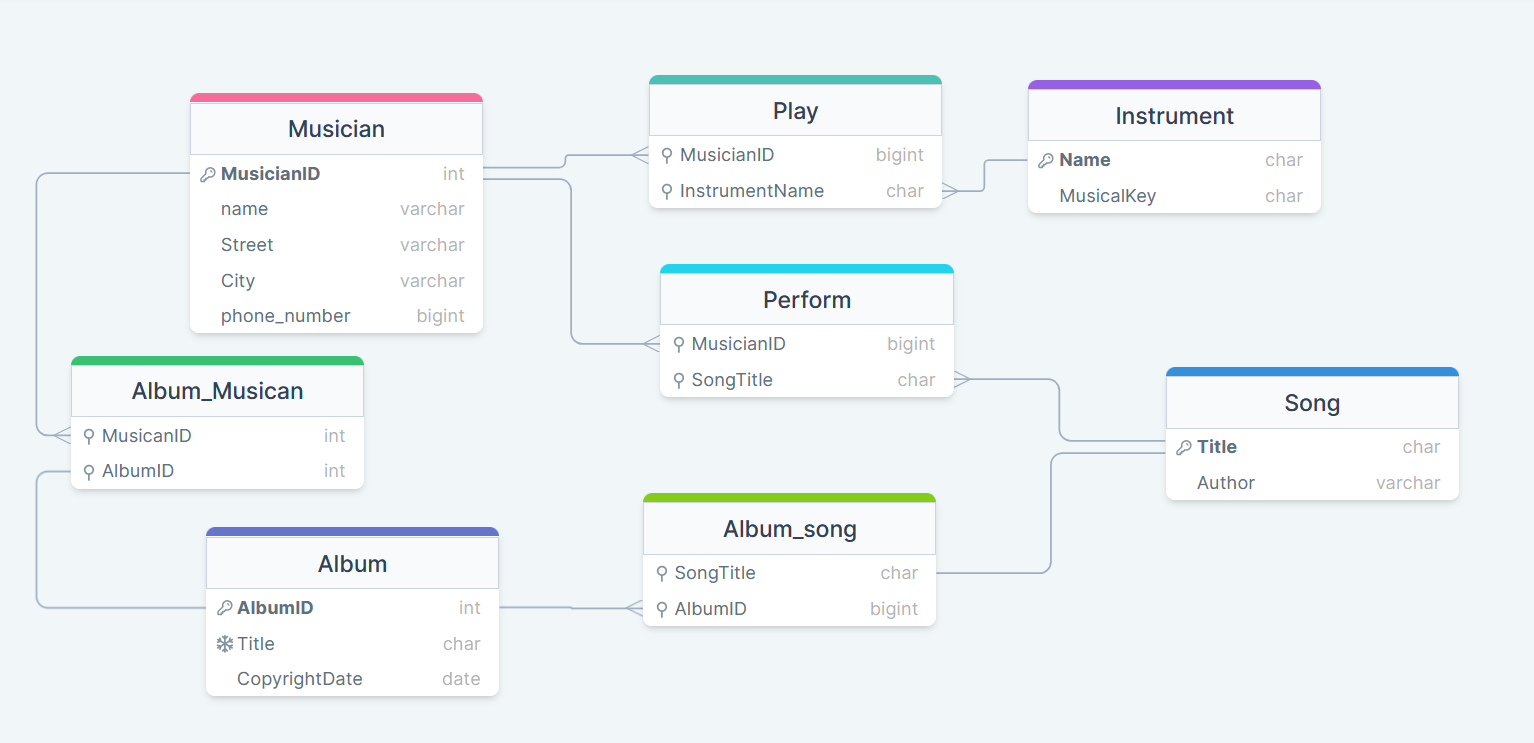 Musician
MusicianID int
name varchar
Street varchar
City varchar
phone_number bigint
Play
MusicianID bigint
InstrumentName char
Instrument
Name char
MusicalKey char
Perform
MusicianID bigint
SongTitle char
Album_Musican
MusicanID int
AlbumID int
Song
Title char
Author varchar
Album
AlbumID int
Title char
CopyrightDate date
Album_song
SongTitle char
AlbumID bigint